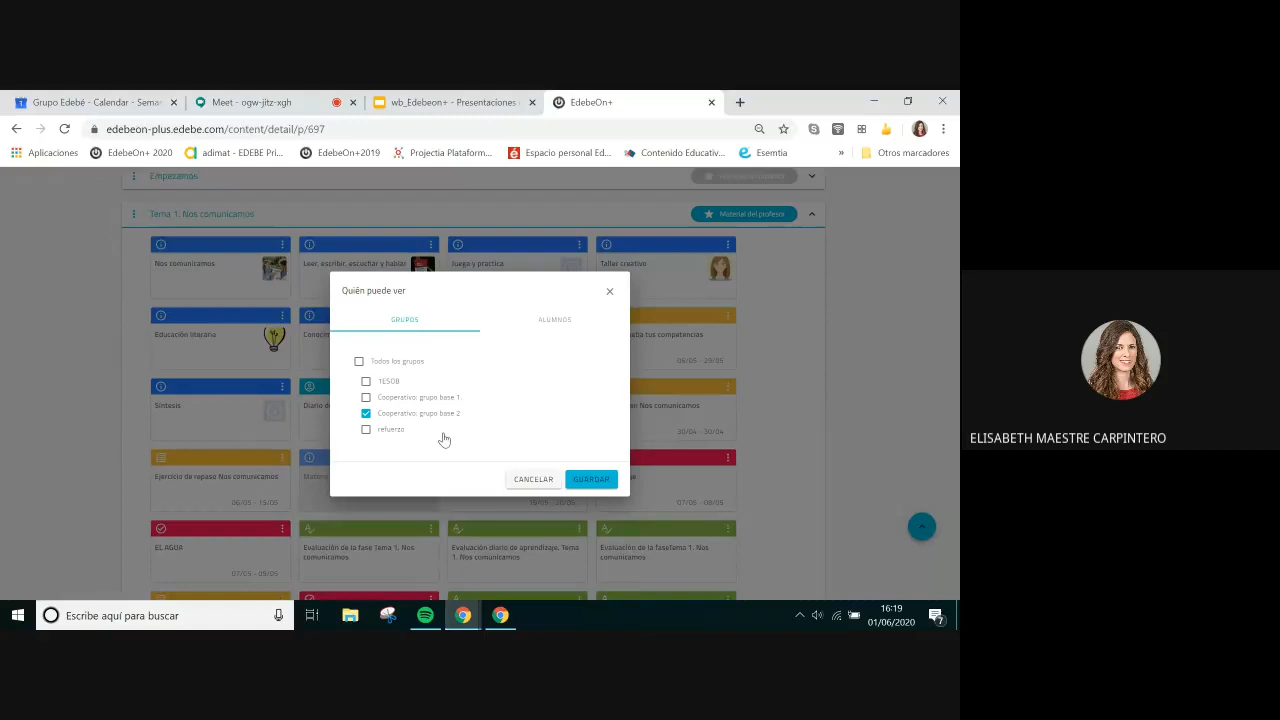 Grupo Edebé - Calendar - Sema
Meet - ogw-jitz-xgh
wb_Edebeon+ - Presentaciones
EdebeOn+
edebeon-plus.edebe.com/content/detail/p/697
Aplicaciones
EdebeOn+ 2020
adimat - EDEBE Pri...
EdebeOn+2019
Projectia Plataform...
Espacio personal Ed...
Contenido Educativ...
Esemtia
»
Otros marcadores
Empezamos
Tema 1. Nos comunicamos
Material del profesor
Nos comunicamos
Leer, escribir, escuchar y hablar
Juega y practica
Taller creativo
Quién puede ver
GRUPOS
ALUMNOS
Educación literaria
06/05 - 29/05
Todos los grupos
1ESOB
Cooperativo: grupo base 1
Cooperativo: grupo base 2
refuerzo
Síntesis
Nos comunicamos
30/04 - 30/04
ELISABETH MAESTRE CARPINTERO
Ejercicio de repaso Nos comunicamos
CANCELAR
GUARDAR
06/05 - 15/05
07/05 - 08/05
EL AGUA
Evaluación de la fase Tema 1. Nos comunicamos
Evaluación diario de aprendizaje. Tema 1. Nos comunicamos
Evaluación de la faseTema 1. Nos comunicamos
07/05 - 09/06
Escribe aquí para buscar
16:19
01/06/2020
7